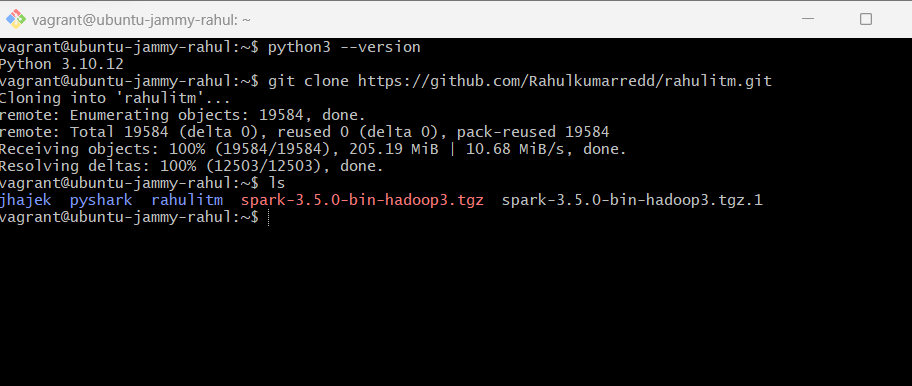 vagrant@ubuntu-jammy-rahul: ~
vagrant@ubuntu-jammy-rahul:~$ python3 --version
Python 3.10.12
vagrant@ubuntu-jammy-rahul:~$ git clone https://github.com/Rahulkumarredd/rahulitm.git
Cloning into 'rahulitm'...
remote: Enumerating objects: 19584, done.
remote: Total 19584 (delta 0), reused 0 (delta 0), pack-reused 19584
Receiving objects: 100% (19584/19584), 205.19 MiB | 10.68 MiB/s, done.
Resolving deltas: 100% (12503/12503), done.
vagrant@ubuntu-jammy-rahul:~$ ls
jhajek  pyshark  rahulitm  spark-3.5.0-bin-hadoop3.tgz  spark-3.5.0-bin-hadoop3.tgz.1
vagrant@ubuntu-jammy-rahul:~$